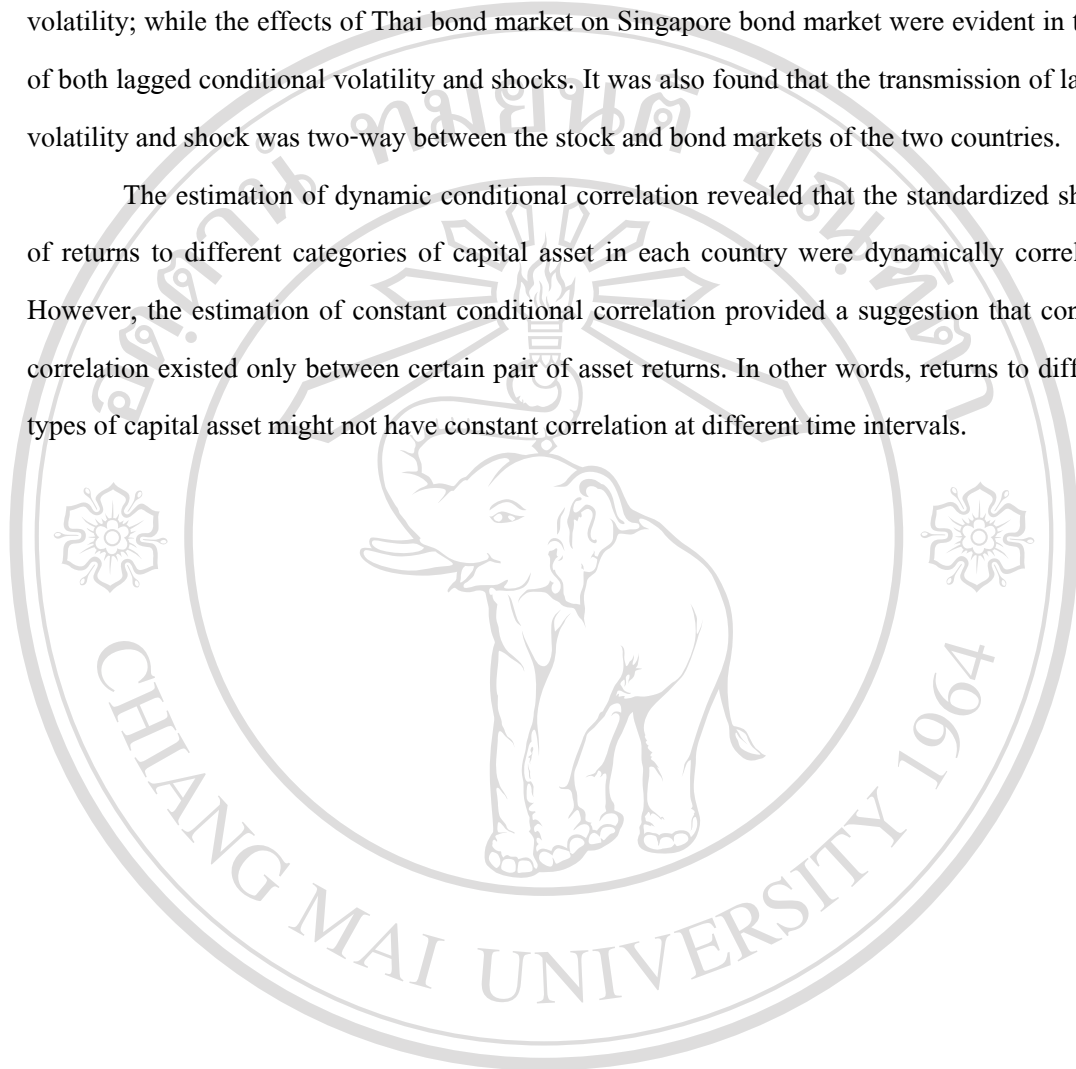 volatility; while the effects of Thai bond market on Singapore bond market were evident in
of both lagged conditional volatility and shocks. It was also found that the transmission of
volatility and shock was two-way between the stock and bond markets of the two countries.
The estimation of dynamic conditional correlation revealed that the standardized
of returns to different categories of capital asset in each country were dynamically
However, the estimation of constant conditional correlation provided a suggestion that
correlation existed only between certain pair of asset returns. In other words, returns to
types of capital asset might not have constant correlation at different time intervals.
CHIANG MAI UNIVERSITY 1964